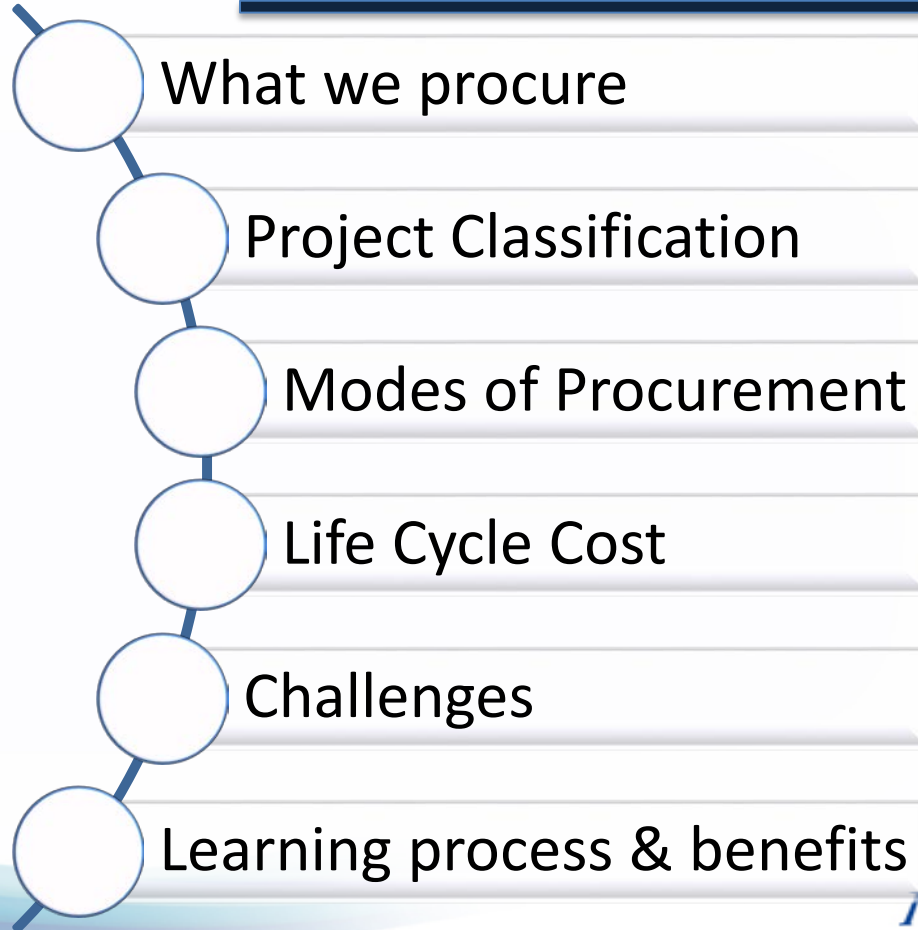 What we procure
Project Classification
Modes of Procurement
Life Cycle Cost
Challenges
Learning process & benefits